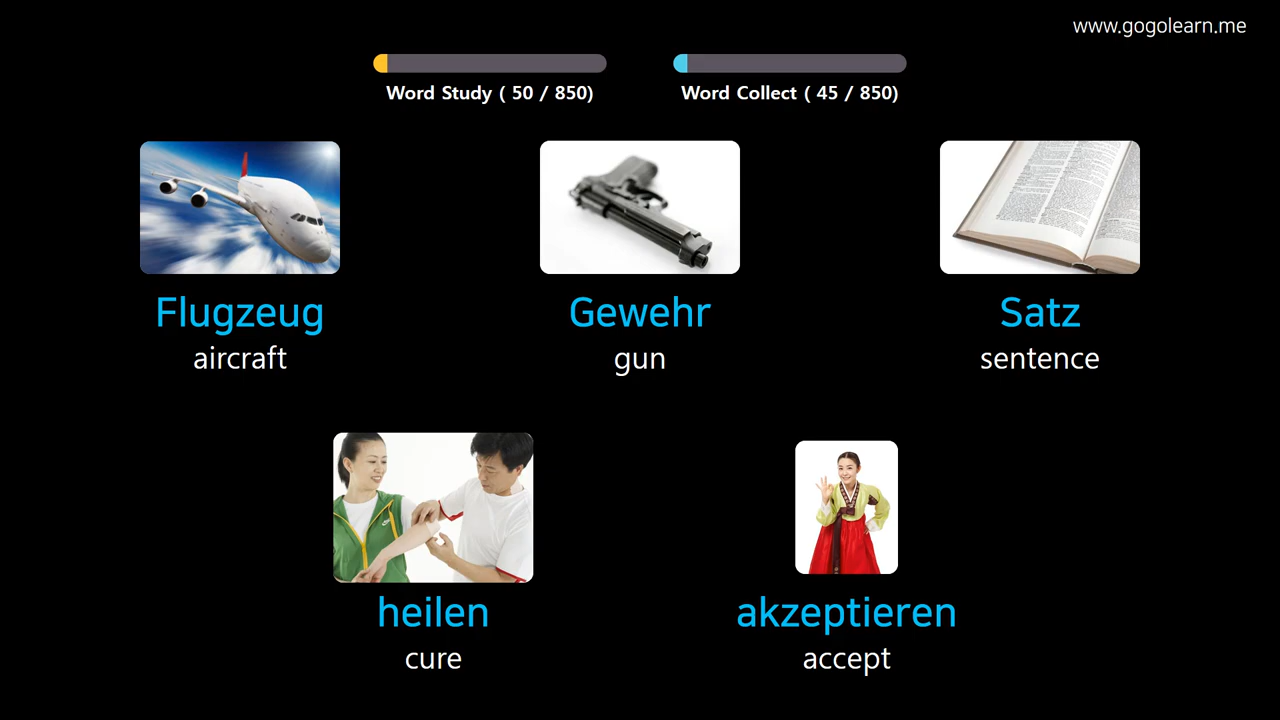 www.gogolearn.me
Word Study ( 50 / 850)
Word Collect ( 45 / 850)
Flugzeug
aircraft
Gewehr
gun
Satz
sentence
heilen
cure
akzeptieren
accept